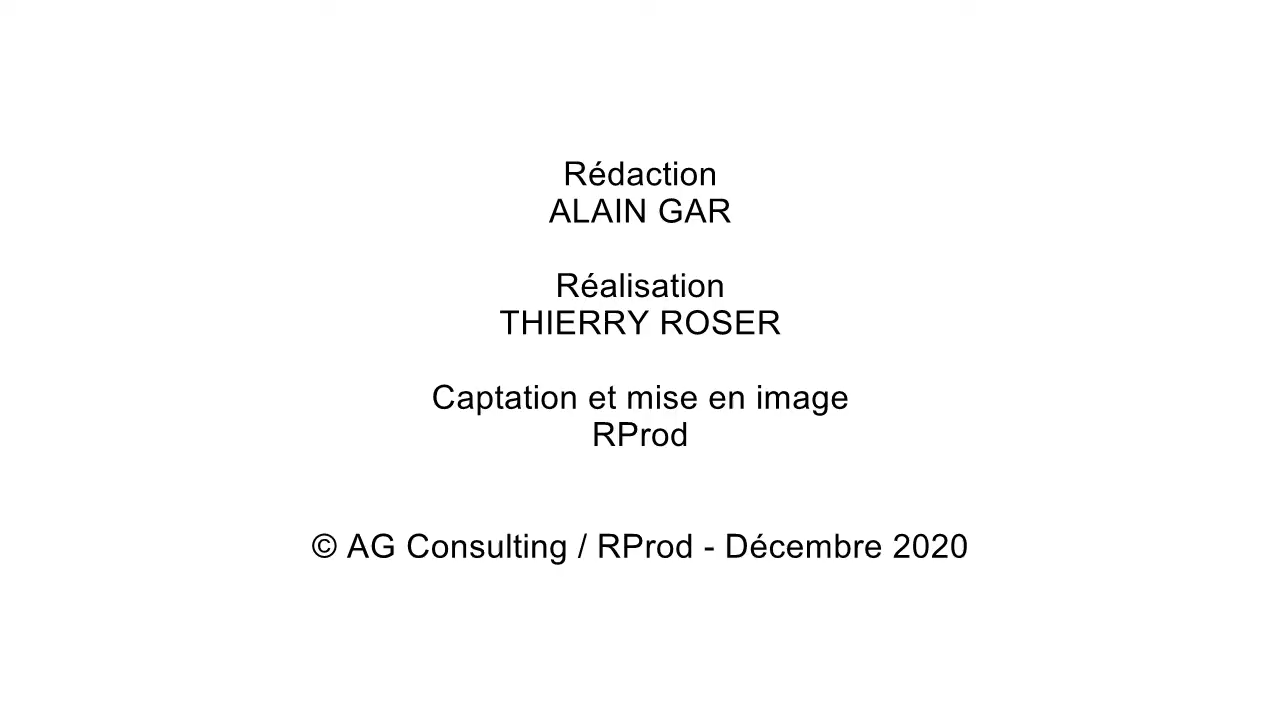 Rédaction
ALAIN GAR
Réalisation
THIERRY ROSER
Captation et mise en image
RProd
© AG Consulting / RProd - Décembre 2020